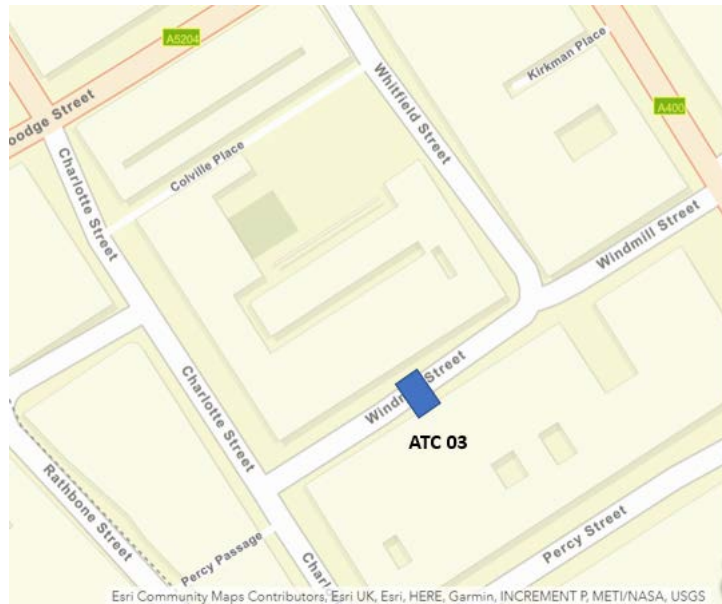 A5204
Whitfield Street
Kirkman Place
A400
oodge Street
Charlotte Street
Colville Place
Windmill Street
Charlotte Street
Street
ATC 03
Rathbone Street
Percy Passage
Percy Street
Esri Community Maps Contributors, Esri UK, Esri, HERE, Garmin, INCREMENT P, METI/NASA, USGS